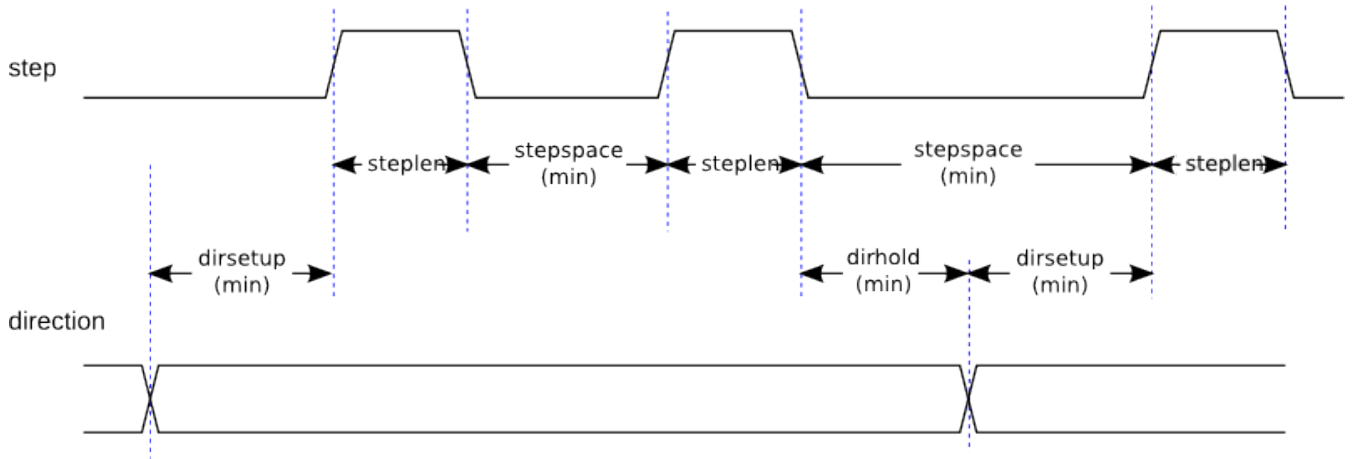 step
steplen
stepspace
(min)
steplen
stepspace
(min)
steplen
dirsetup
(min)
dirhold
(min)
dirsetup
(min)
direction